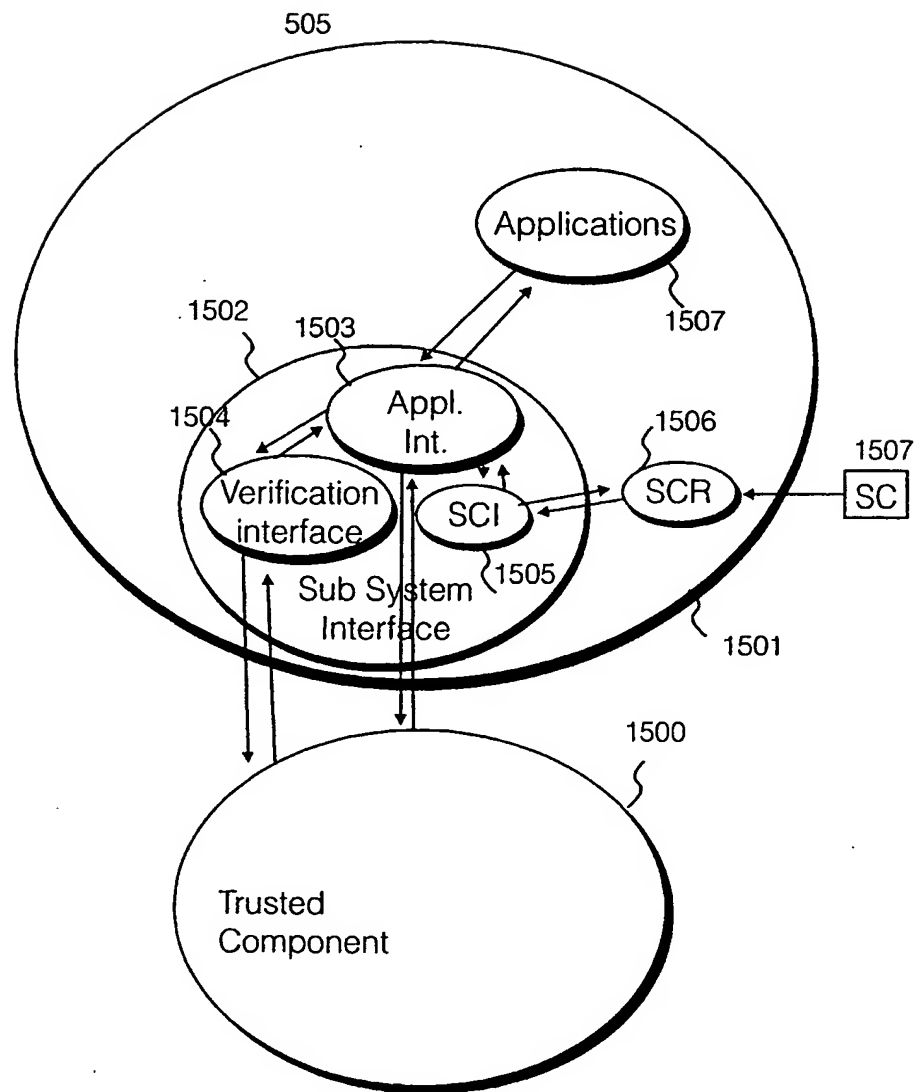 505
Applications
1507
1502
1503
Appl.
Int.
1504
Verification
interface
1506
SCR
1507
SC
SCI
1505
Sub System
Interface
1501
1500
Trusted
Component